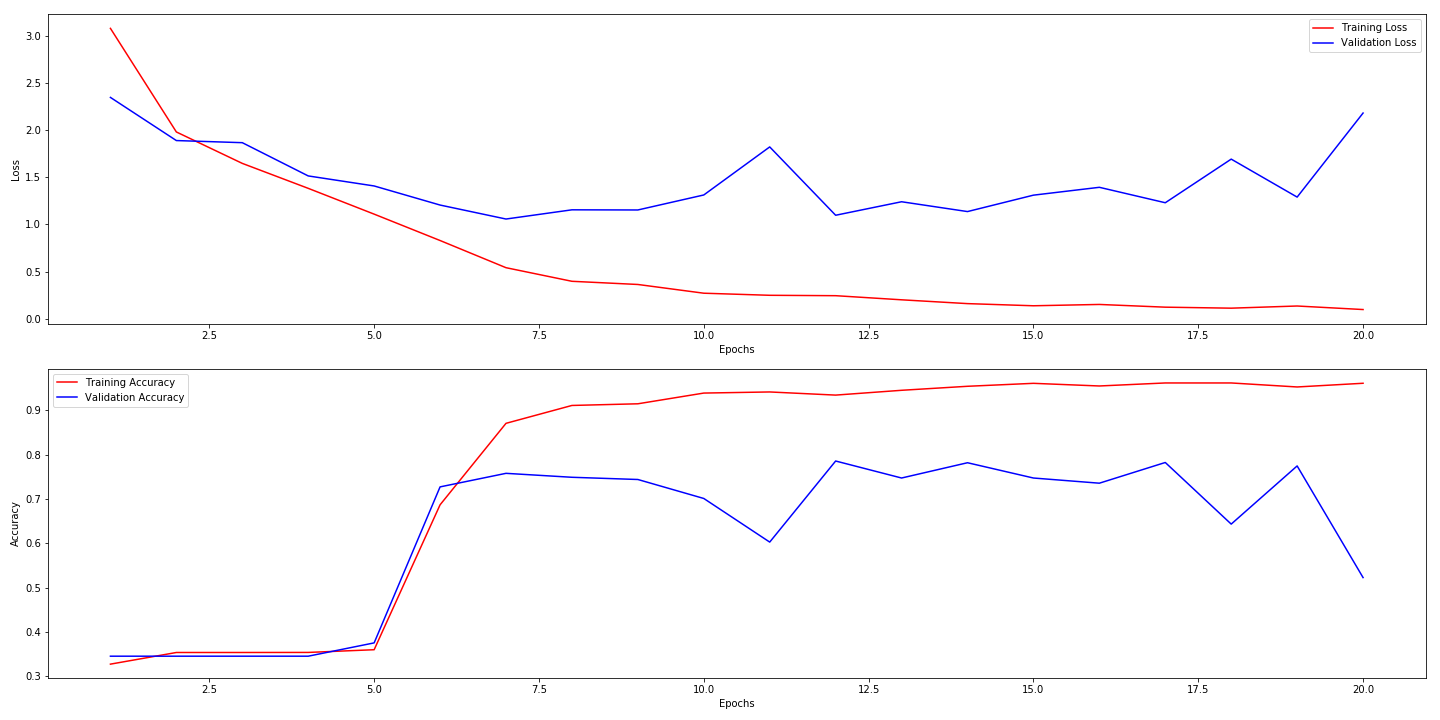 3.0
2.5
2.0
1.5
1.0
0.5
0.0
Loss
Training Loss
Validation Loss
2.5 5.0 7.5 10.0 12.5 15.0 17.5 20.0
Epochs
0.9
0.8
0.7
0.6
0.5
0.4
0.3
Accuracy
Training Accuracy
Validation Accuracy
2.5 5.0 7.5 10.0 12.5 15.0 17.5 20.0
Epochs